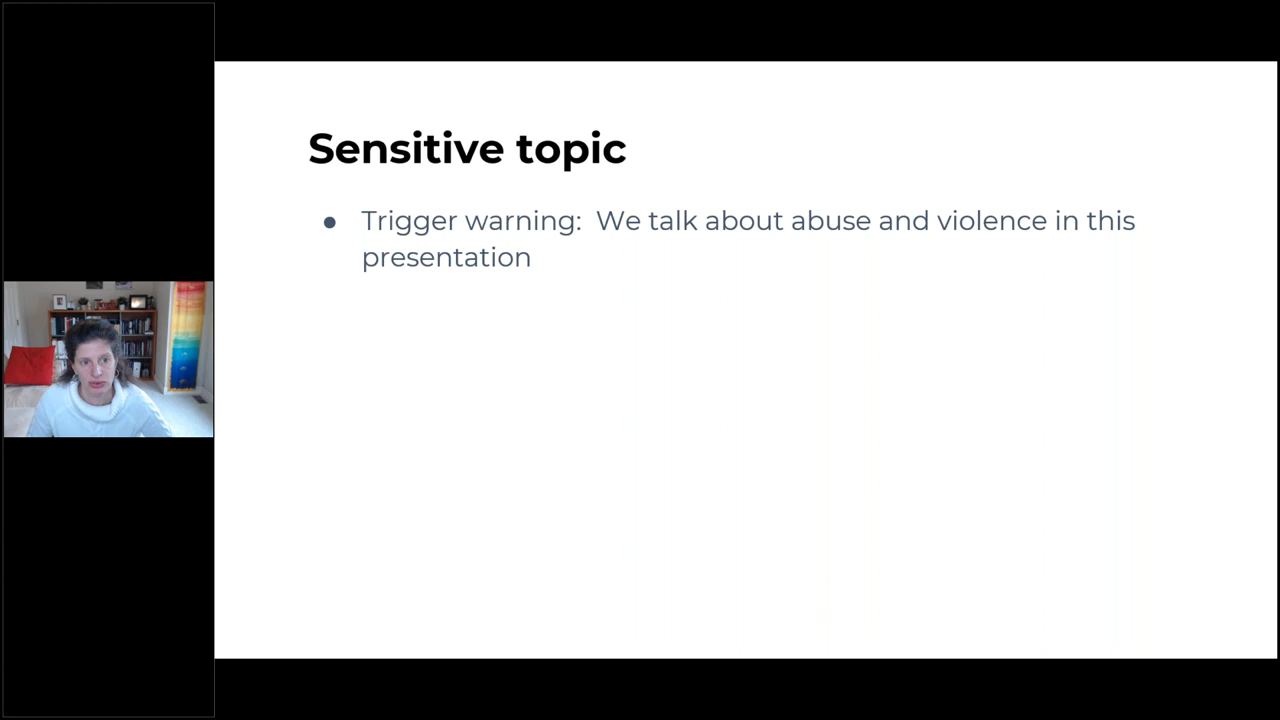 Sensitive topic
● Trigger warning:  We talk about abuse and violence in this
presentation